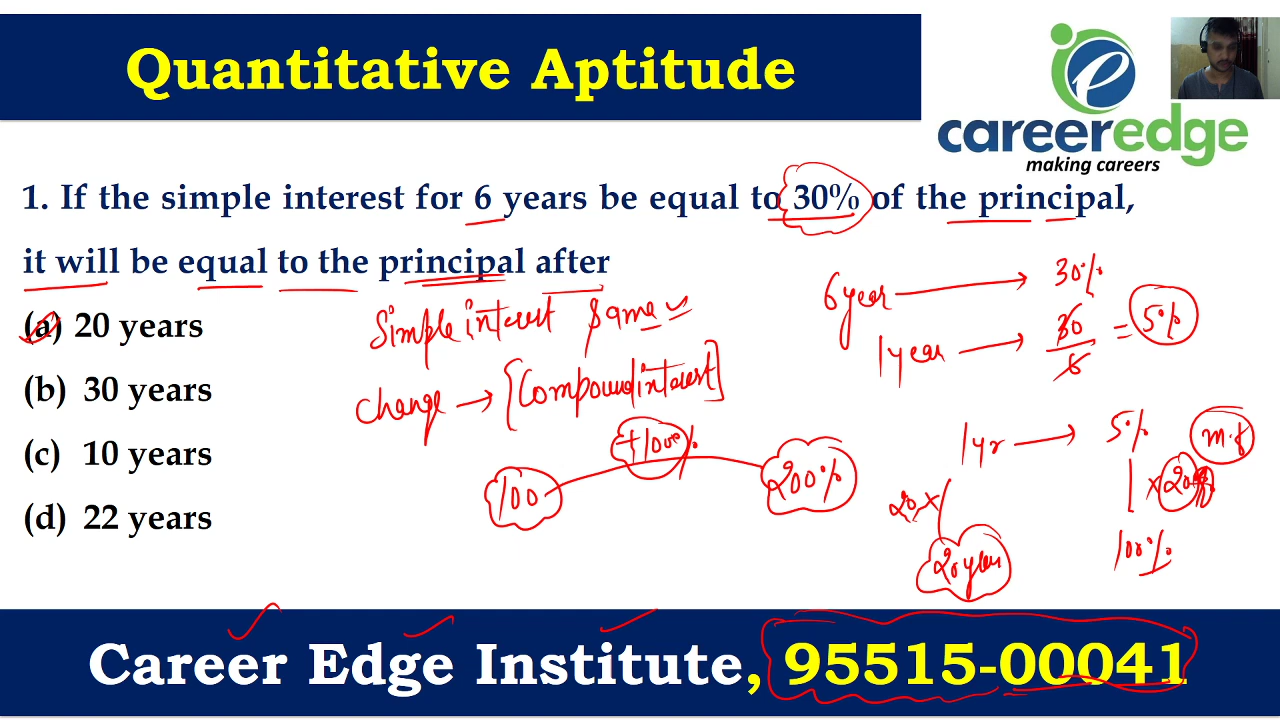 Quantitative Aptitude
careeredge
making careers
1. If the simple interest for 6 years be equal to 30% of the principal,
it will be equal to the principal after
(a) 20 years
(b) 30 years
(c) 10 years
(d) 22 years
Simple interest same
change → [Compound interest]
100
+100%
200%
6 year → 30%
1 year → 30/6 = 5%
1yr → 5%
m.f
20x
x 20
20 years
100%
Career Edge Institute, 95515-00041